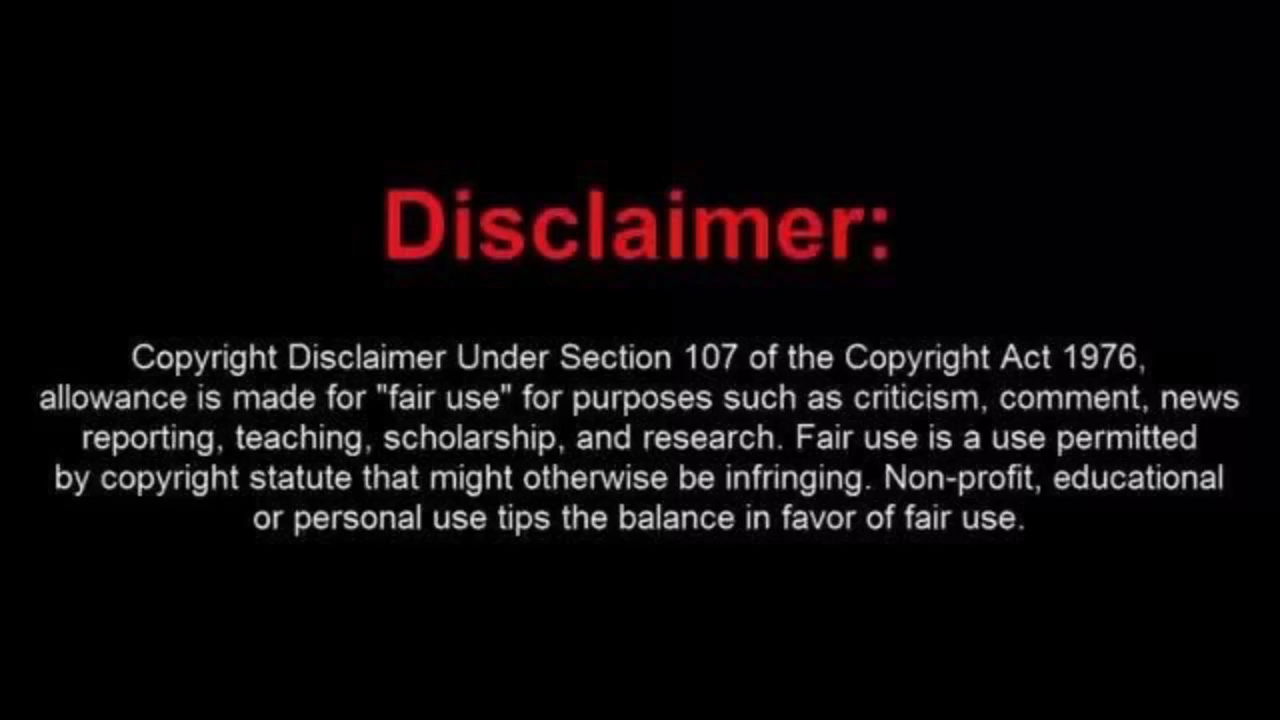 Disclaimer:
Copyright Disclaimer Under Section 107 of the Copyright Act 1976,
allowance is made for "fair use" for purposes such as criticism, comment, news
reporting, teaching, scholarship, and research. Fair use is a use permitted
by copyright statute that might otherwise be infringing. Non-profit, educational
or personal use tips the balance in favor of fair use.